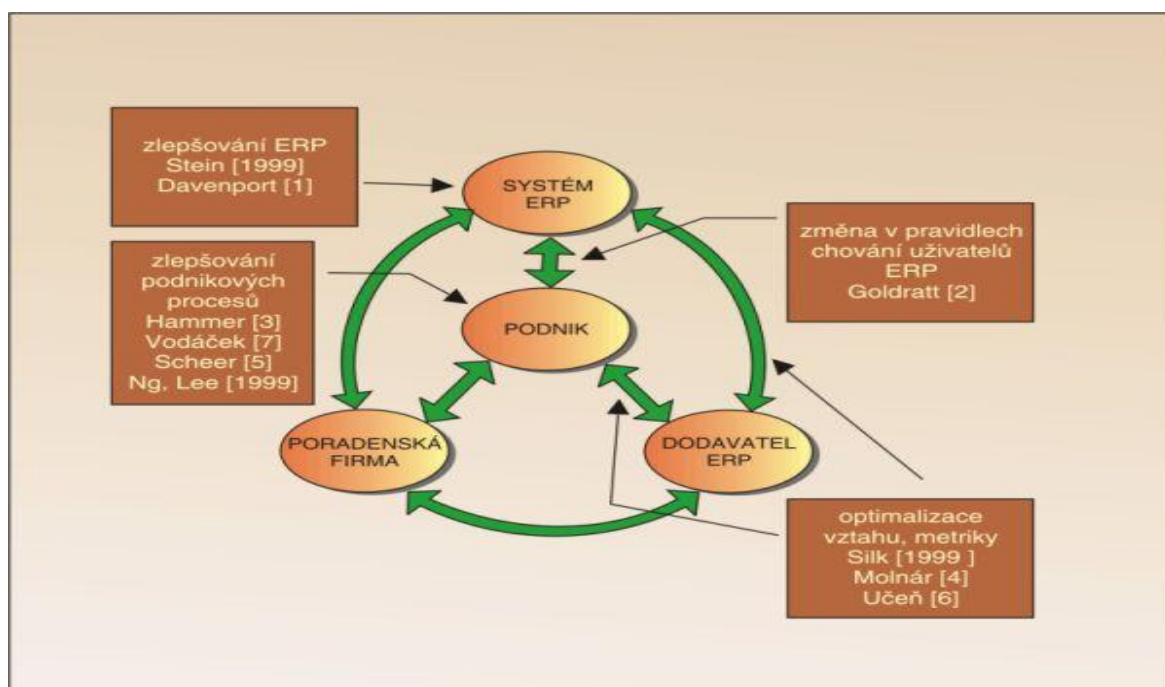 zlepšování ERP
Stein [1999]
Davenport [1]
SYSTÉM
ERP
změna v pravidlech
chování uživatelů
ERP
Goldratt [2]
zlepšování
podnikových
procesů
Hammer [3]
Vodáček [7]
Scheer [5]
Ng, Lee [1999]
PODNIK
PORADENSKÁ
FIRMA
DODAVATEL
ERP
optimalizace
vztahu, metriky
Silk [1999 ]
Molnár [4]
Učeň [6]